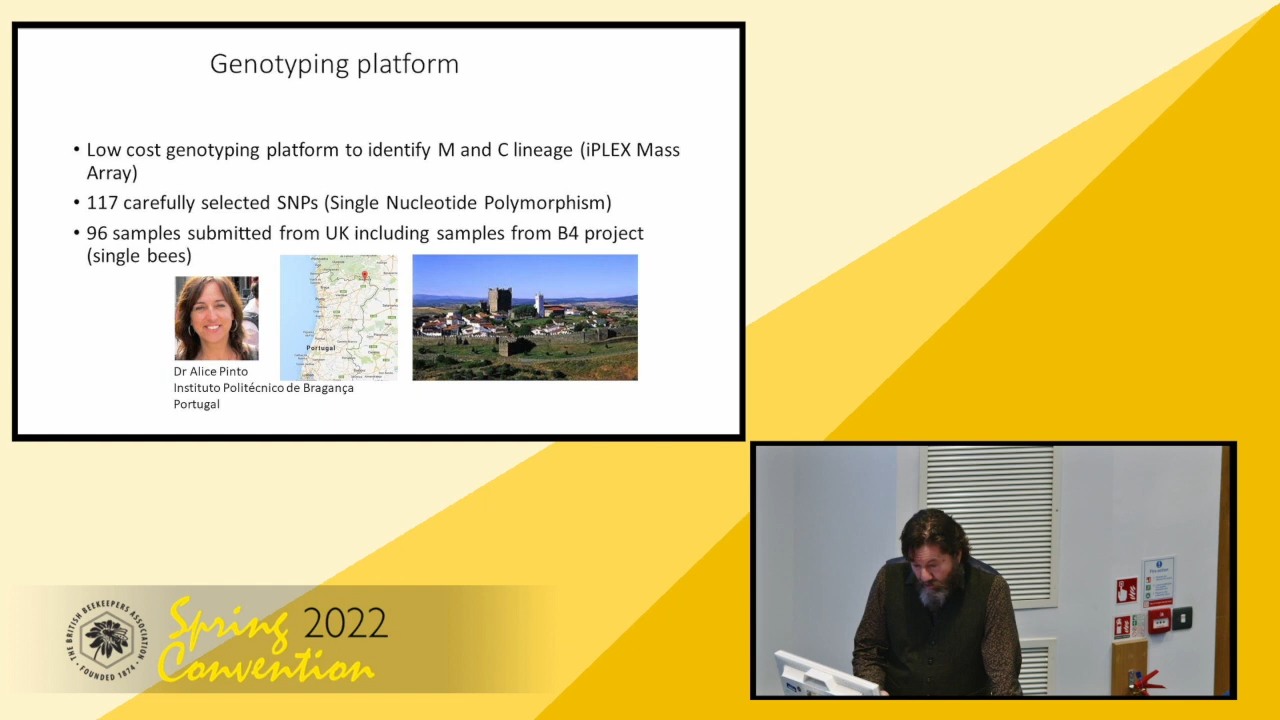 Genotyping platform
• Low cost genotyping platform to identify M and C lineage (iPLEX Mass
Array)
• 117 carefully selected SNPs (Single Nucleotide Polymorphism)
• 96 samples submitted from UK including samples from B4 project
(single bees)
Portugal
Dr Alice Pinto
Instituto Politécnico de Bragança
Portugal
THE BRITISH BEEKEEPERS ASSOCIATION
• FOUNDED 1874 •
Spring 2022
Convention